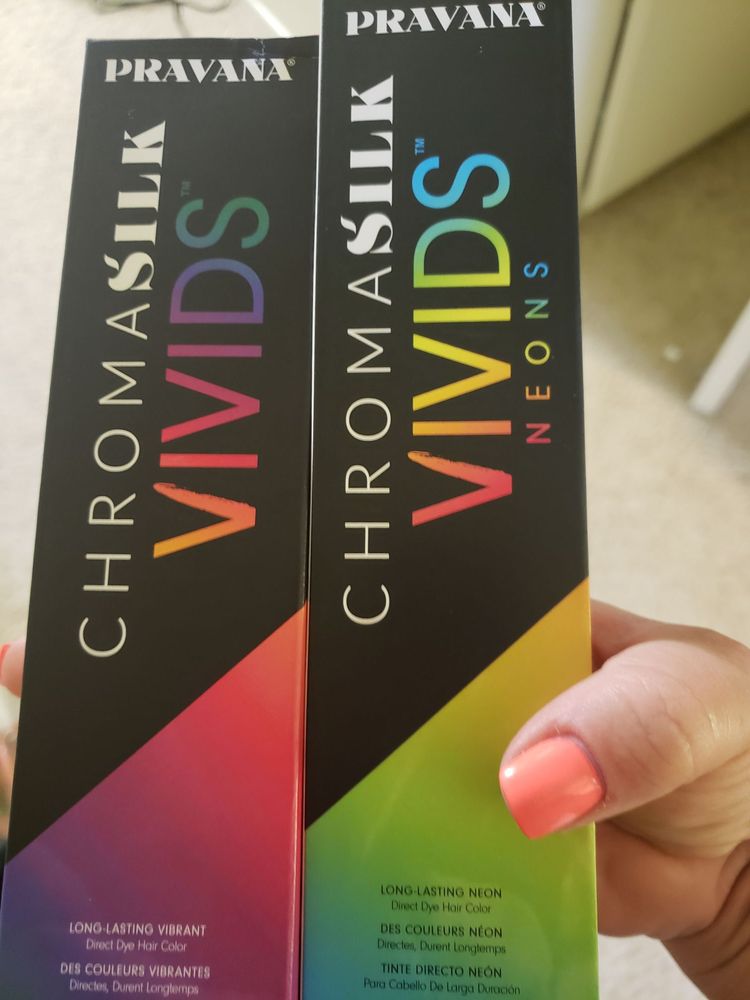 PRAVANA®
CHROMASILK
VIVIDS™
LONG-LASTING VIBRANT
Direct Dye Hair Color
DES COULEURS VIBRANTES
Directes, Durent Longtemps
PRAVANA®
CHROMASILK
VIVIDS™
NEONS
LONG-LASTING NEON
Direct Dye Hair Color
DES COULEURS NÉON
Directes, Durent Longtemps
TINTE DIRECTO NEÓN
Para Cabello De Larga Duración